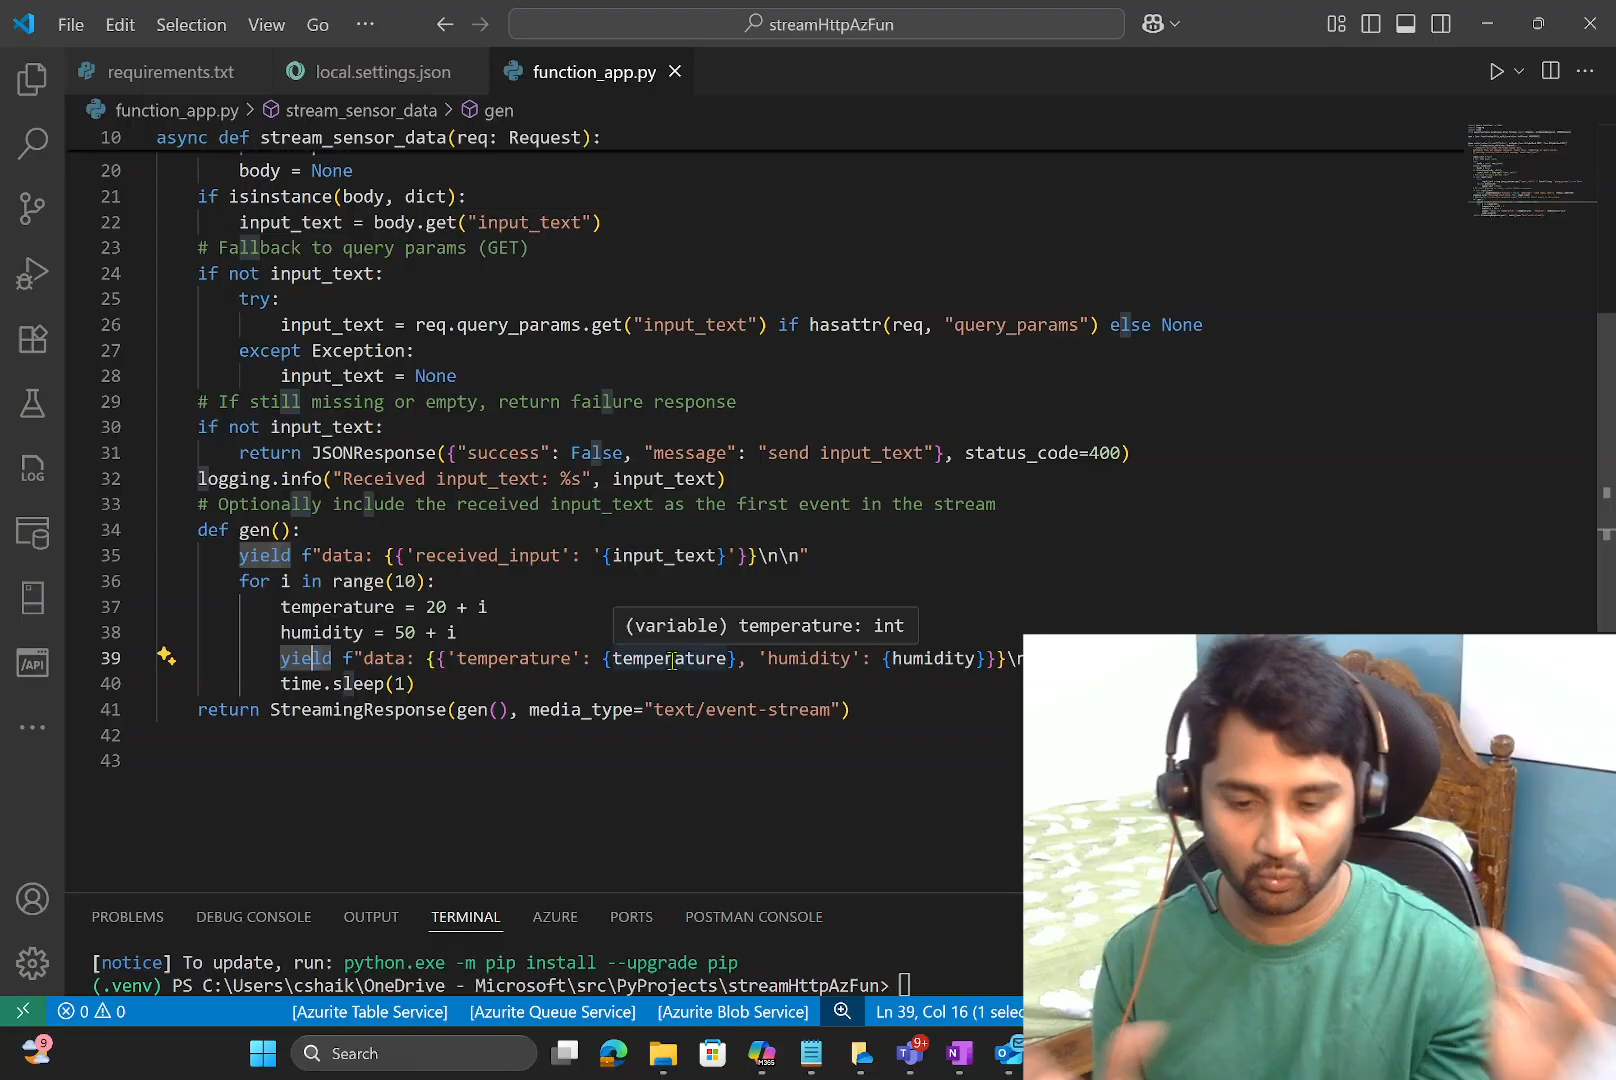 File Edit Selection View Go ··· streamHttpAzFun
requirements.txt local.settings.json function_app.py
function_app.py > stream_sensor_data > gen
10 async def stream_sensor_data(req: Request):
20 body = None
21 if isinstance(body, dict):
22 input_text = body.get("input_text")
23 # Fallback to query params (GET)
24 if not input_text:
25 try:
26 input_text = req.query_params.get("input_text") if hasattr(req, "query_params") else None
27 except Exception:
28 input_text = None
29 # If still missing or empty, return failure response
30 if not input_text:
31 return JSONResponse({"success": False, "message": "send input_text"}, status_code=400)
32 logging.info("Received input_text: %s", input_text)
33 # Optionally include the received input_text as the first event in the stream
34 def gen():
35 yield f"data: {{'received_input': '{input_text}'}}\n\n"
36 for i in range(10):
37 temperature = 20 + i
(variable) temperature: int
38 humidity = 50 + i
39 yield f"data: {{'temperature': {temperature}, 'humidity': {humidity}}}\n
40 time.sleep(1)
41 return StreamingResponse(gen(), media_type="text/event-stream")
42
43
LOG
/API
PROBLEMS DEBUG CONSOLE OUTPUT TERMINAL AZURE PORTS POSTMAN CONSOLE
[notice] To update, run: python.exe -m pip install --upgrade pip
(.venv) PS C:\Users\cshaik\OneDrive - Microsoft\src\PyProjects\streamHttpAzFun>
0 0 [Azurite Table Service] [Azurite Queue Service] [Azurite Blob Service] Ln 39, Col 16 (1 selec
9 Search M365 9+